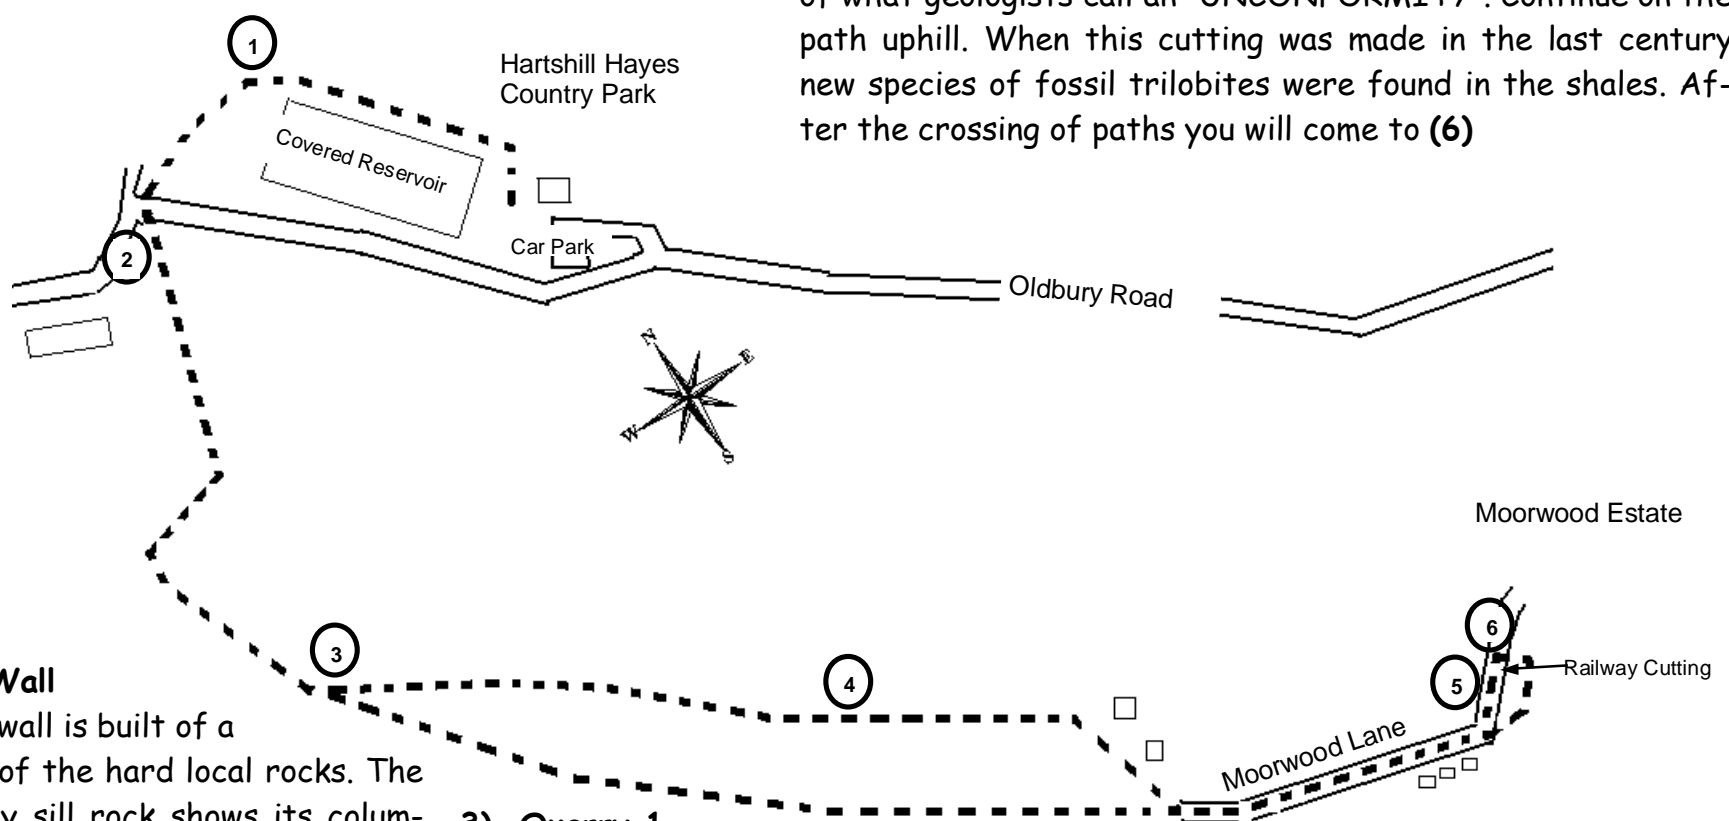 of what geologists call an "UNCONFORMITY". Continue on the
path uphill. When this cutting was made in the last century
new species of fossil trilobites were found in the shales. Af-
ter the crossing of paths you will come to (6)
1
Hartshill Hayes
Country Park
Covered Reservoir
Car Park
2
Oldbury Road
N
E
W
S
Moorwood Estate
6
Railway Cutting
5
3
4
Moorwood Lane
Wall
wall is built of a
of the hard local rocks. The
sill rock shows its colum-
3) Quarry 1